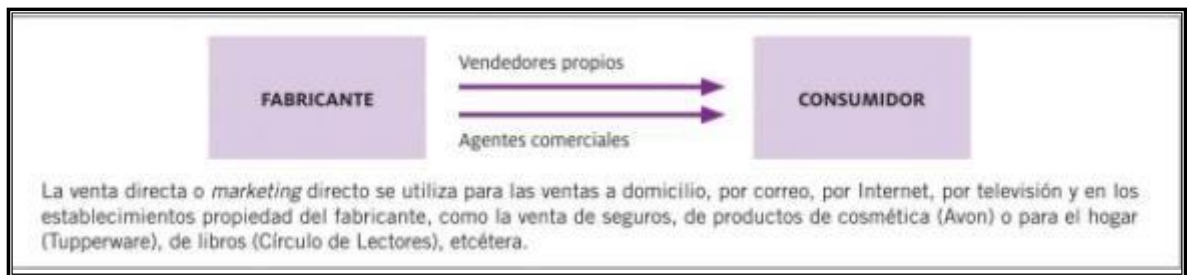 Vendedores propios
FABRICANTE
CONSUMIDOR
Agentes comerciales
La venta directa o marketing directo se utiliza para las ventas a domicilio, por correo, por Internet, por televisión y en los
establecimientos propiedad del fabricante, como la venta de seguros, de productos de cosmética (Avon) o para el hogar
(Tupperware), de libros (Círculo de Lectores), etcétera.